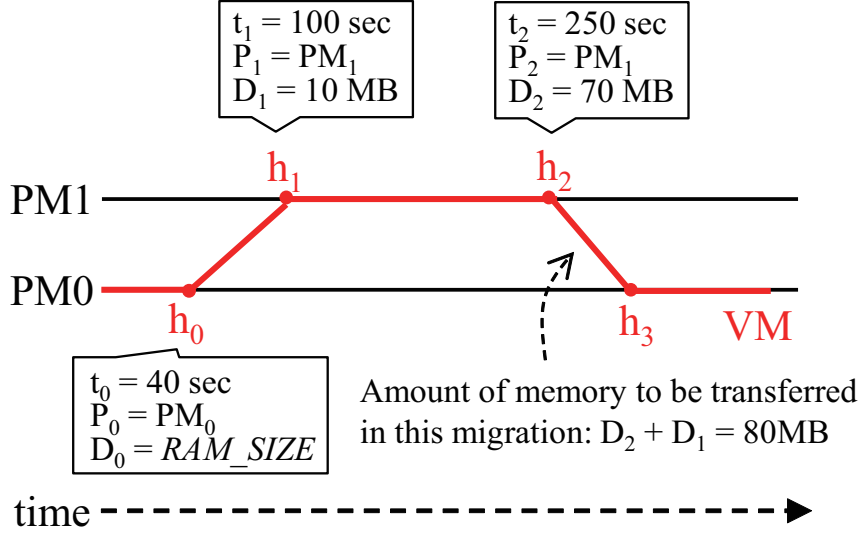 t₁ = 100 sec
P₁ = PM₁
D₁ = 10 MB
t₂ = 250 sec
P₂ = PM₁
D₂ = 70 MB
h₁
h₂
PM1
PM0
h₀
h₃
VM
t₀ = 40 sec
P₀ = PM₀
D₀ = RAM_SIZE
Amount of memory to be transferred
in this migration: D₂ + D₁ = 80MB
time